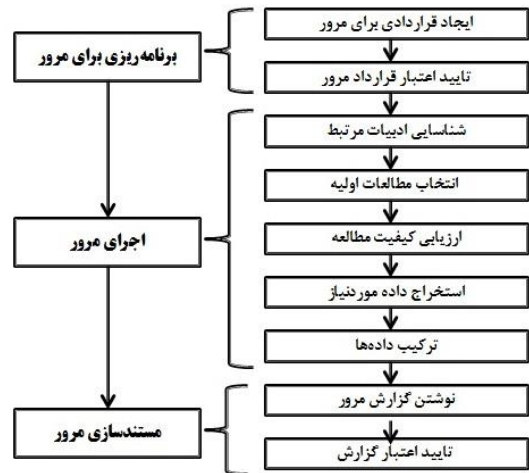 ایجاد قراردادی برای مرور
برنامه‌ریزی برای مرور
تایید اعتبار قرارداد مرور
شناسایی ادبیات مرتبط
انتخاب مطالعات اولیه
اجرای مرور
ارزیابی کیفیت مطالعه
استخراج داده موردنیاز
ترکیب داده‌ها
نوشتن گزارش مرور
مستندسازی مرور
تایید اعتبار گزارش